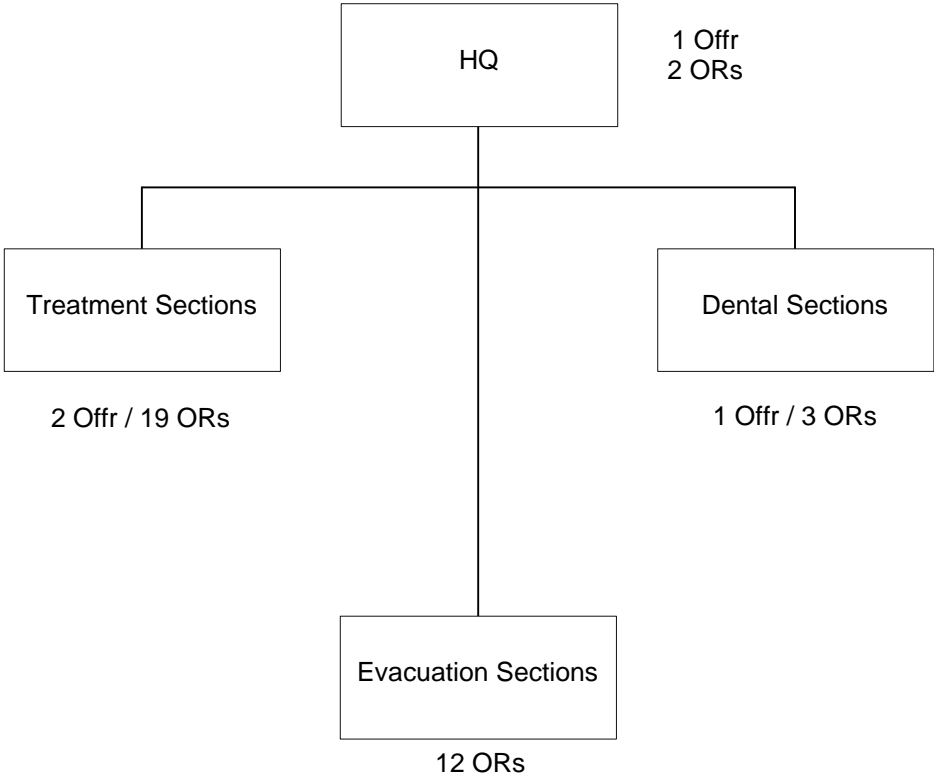 HQ
1 Offr
2 ORs
Treatment Sections
Dental Sections
2 Offr / 19 ORs
1 Offr / 3 ORs
Evacuation Sections
12 ORs